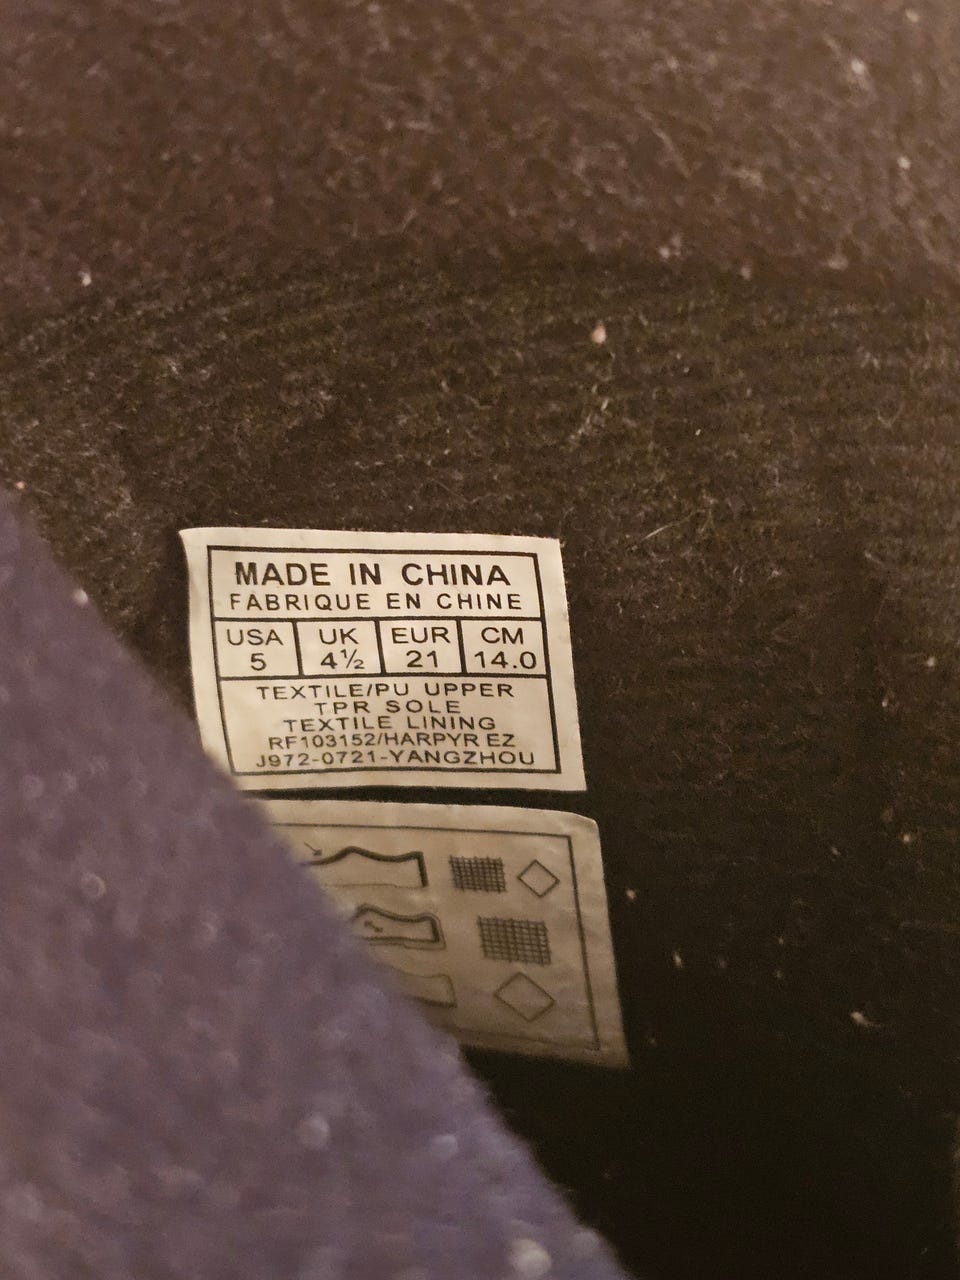 MADE IN CHINA
FABRIQUE EN CHINE
USA UK EUR CM
5 4½ 21 14.0
TEXTILE/PU UPPER
TPR SOLE
TEXTILE LINING
RF103152/HARPYR EZ
J972-0721-YANGZHOU